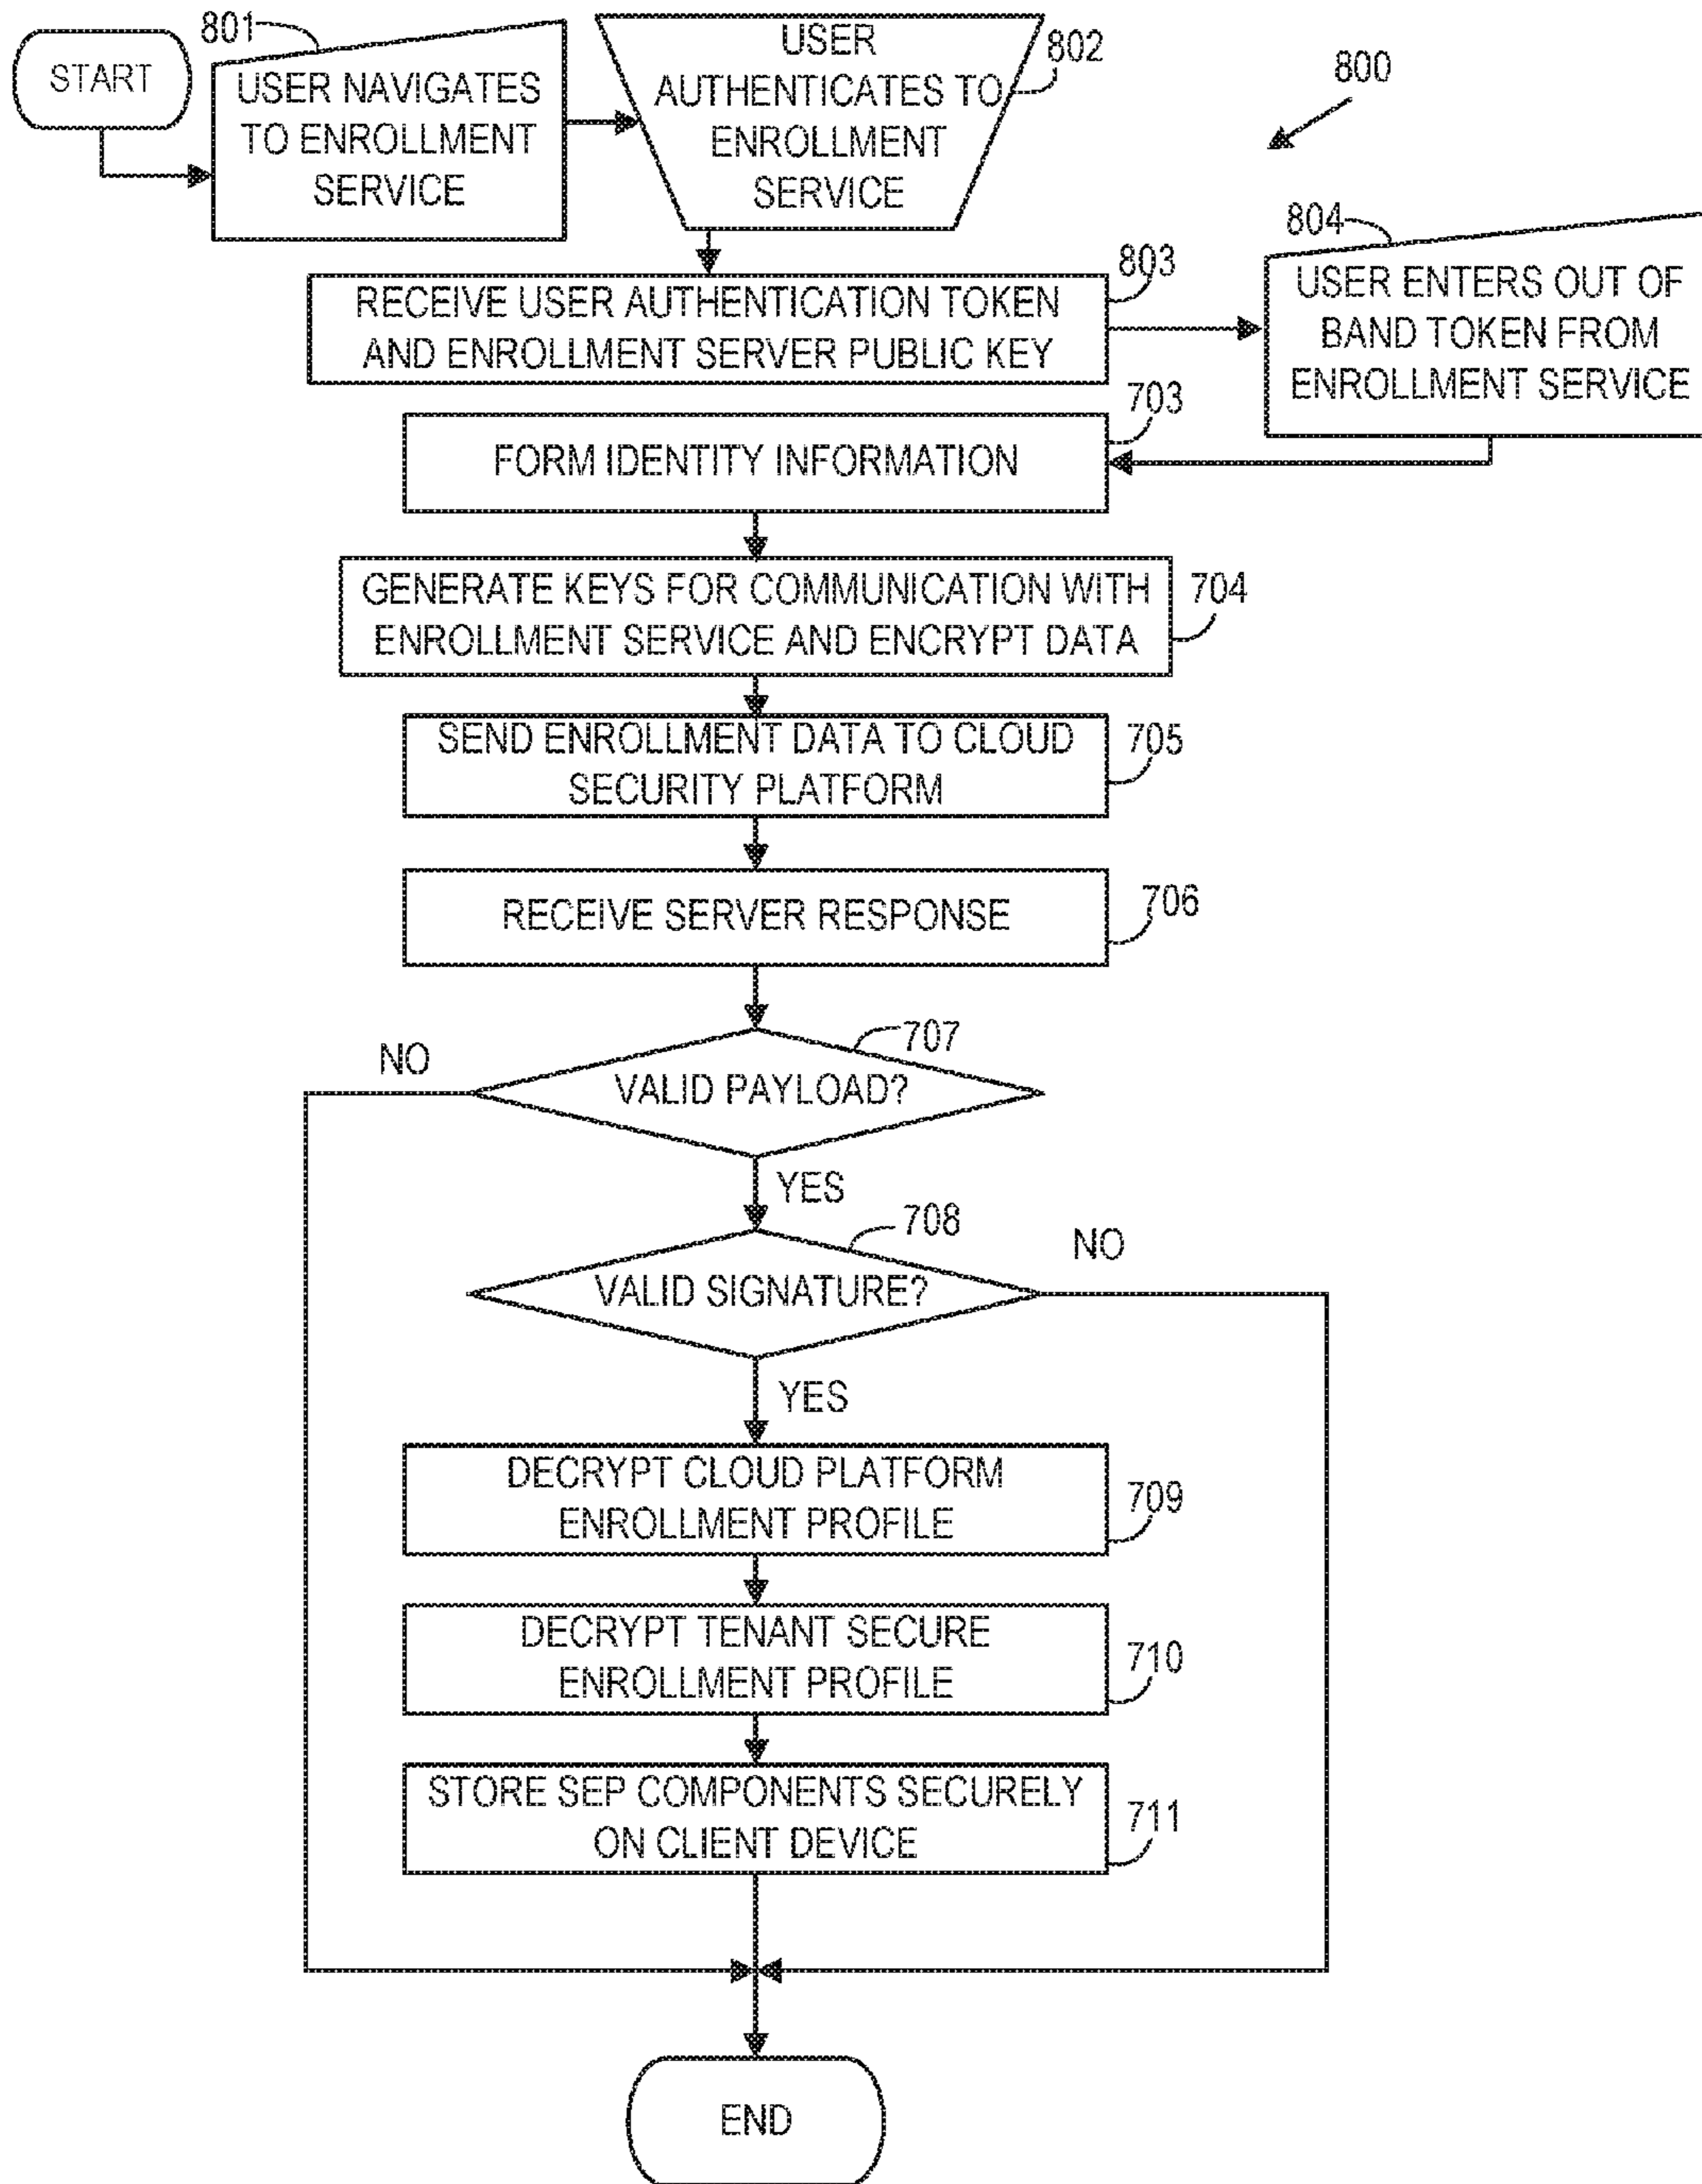 START
801
USER NAVIGATES
TO ENROLLMENT
SERVICE
USER
AUTHENTICATES TO
ENROLLMENT
SERVICE
802
800
803
RECEIVE USER AUTHENTICATION TOKEN
AND ENROLLMENT SERVER PUBLIC KEY
804
USER ENTERS OUT OF
BAND TOKEN FROM
ENROLLMENT SERVICE
703
FORM IDENTITY INFORMATION
GENERATE KEYS FOR COMMUNICATION WITH
ENROLLMENT SERVICE AND ENCRYPT DATA
704
SEND ENROLLMENT DATA TO CLOUD
SECURITY PLATFORM
705
RECEIVE SERVER RESPONSE
706
707
NO
VALID PAYLOAD?
YES
708
NO
VALID SIGNATURE?
YES
DECRYPT CLOUD PLATFORM
ENROLLMENT PROFILE
709
DECRYPT TENANT SECURE
ENROLLMENT PROFILE
710
STORE SEP COMPONENTS SECURELY
ON CLIENT DEVICE
711
END